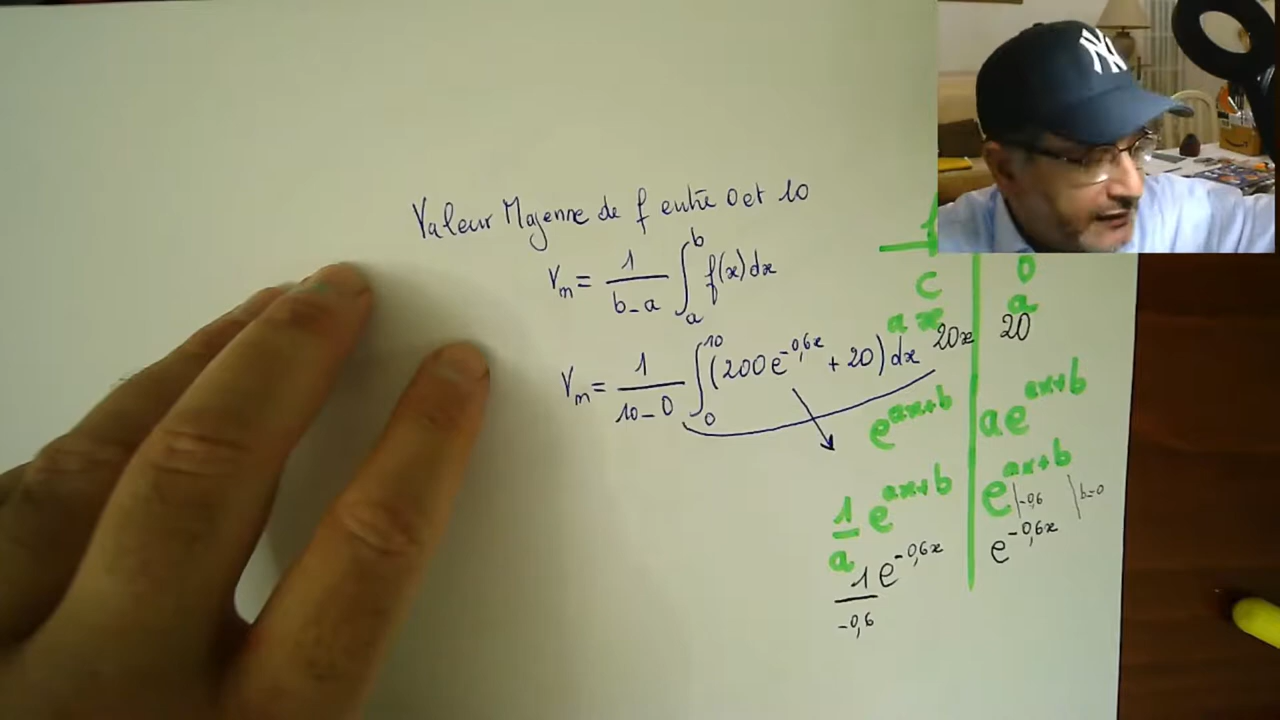 Valeur Moyenne de f entre 0 et 10
Vm = 1/(b-a) ∫_a^b f(x) dx
Vm = 1/(10-0) ∫_0^10 (200e^(-0,6x) + 20) dx
f
c | 0
ax | a
20x | 20
e^(ax+b) | ae^(ax+b)
1/a e^(ax+b) | e^(ax+b)
-0,6 b=0
1/(-0,6) e^(-0,6x) | e^(-0,6x)
NY